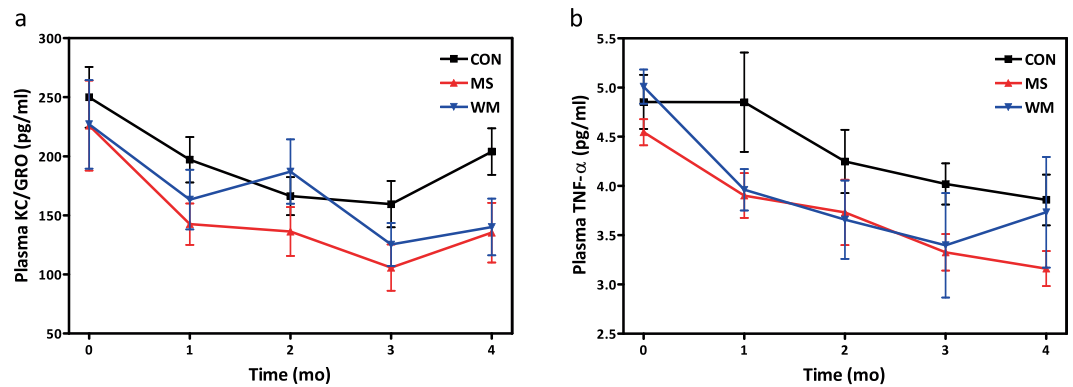 a
300
250
200
150
100
50
Plasma KC/GRO (pg/ml)
CON
MS
WM
0 1 2 3 4
Time (mo)
b
5.5
5.0
4.5
4.0
3.5
3.0
2.5
Plasma TNF-α (pg/ml)
CON
MS
WM
0 1 2 3 4
Time (mo)